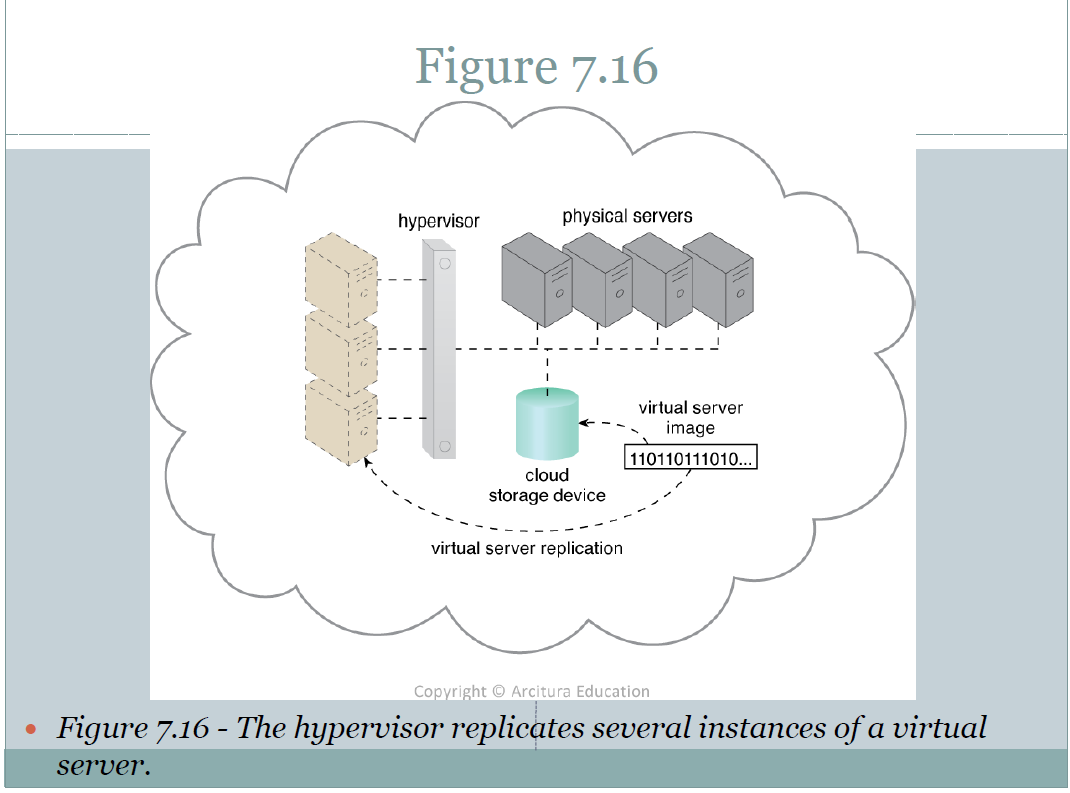 Figure 7.16
hypervisor
physical servers
virtual server
image
110110111010...
cloud
storage device
virtual server replication
Copyright © Arcitura Education
• Figure 7.16 - The hypervisor replicates several instances of a virtual
server.